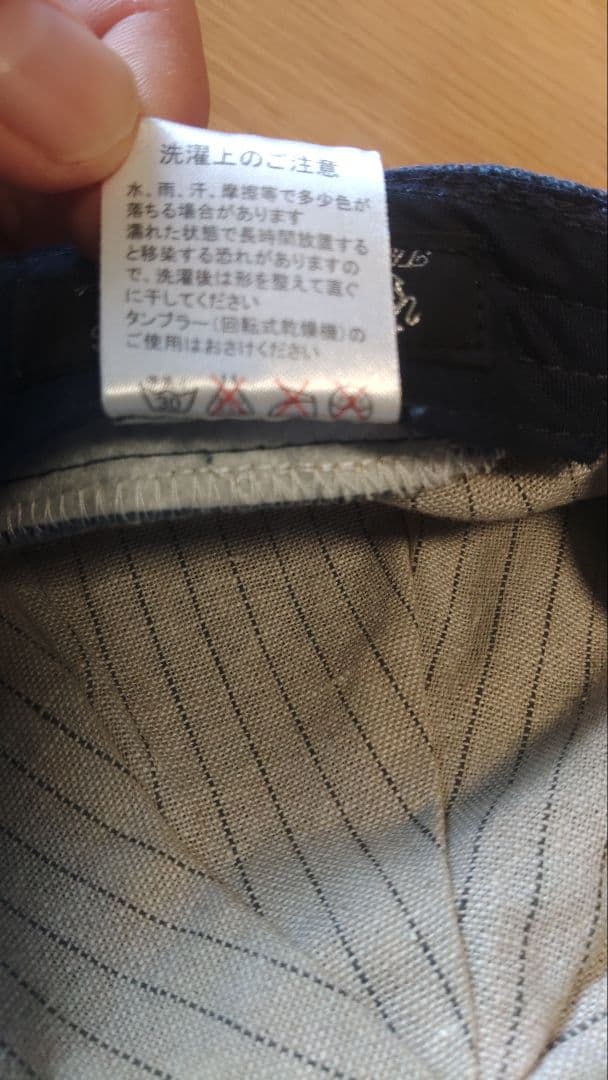 洗濯上のご注意
水、雨、汗、摩擦等で多少色が
落ちる場合があります
濡れた状態で長時間放置する
と移染する恐れがありますの
で、洗濯後は形を整えて直ぐ
に干してください
タンブラー(回転式乾燥機)の
ご使用はおさけください
30